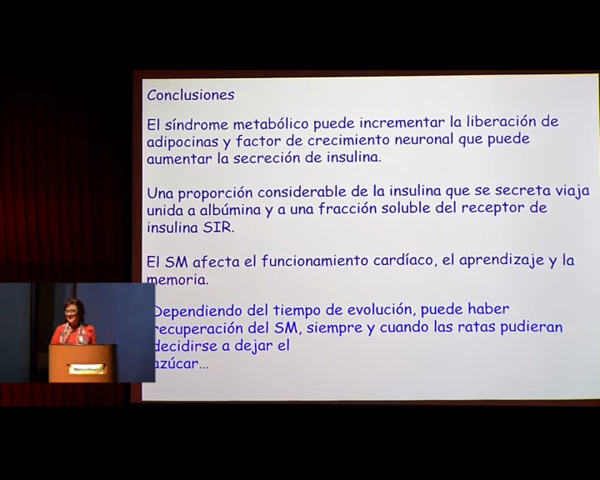 Conclusiones
El síndrome metabólico puede incrementar la liberación de
adipocinas y factor de crecimiento neuronal que puede
aumentar la secreción de insulina.
Una proporción considerable de la insulina que se secreta viaja
unida a albúmina y a una fracción soluble del receptor de
insulina SIR.
El SM afecta el funcionamiento cardíaco, el aprendizaje y la
memoria.
Dependiendo del tiempo de evolución, puede haber
recuperación del SM, siempre y cuando las ratas pudieran
decidirse a dejar el
azúcar...